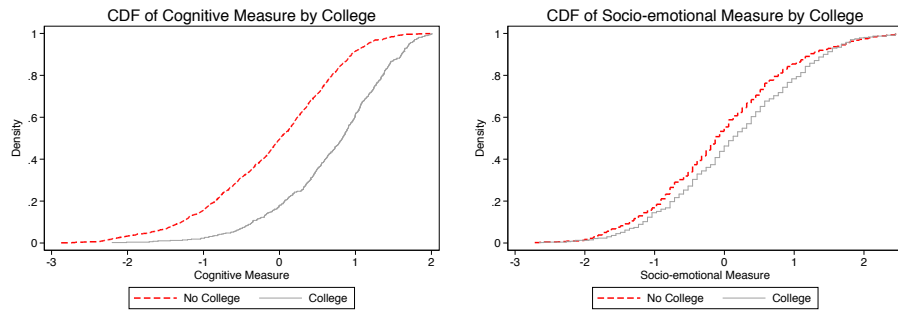 CDF of Cognitive Measure by College
Density
1
.8
.6
.4
.2
0
-3 -2 -1 0 1 2
Cognitive Measure
No College College
CDF of Socio-emotional Measure by College
Density
1
.8
.6
.4
.2
0
-3 -2 -1 0 1 2
Socio-emotional Measure
No College College